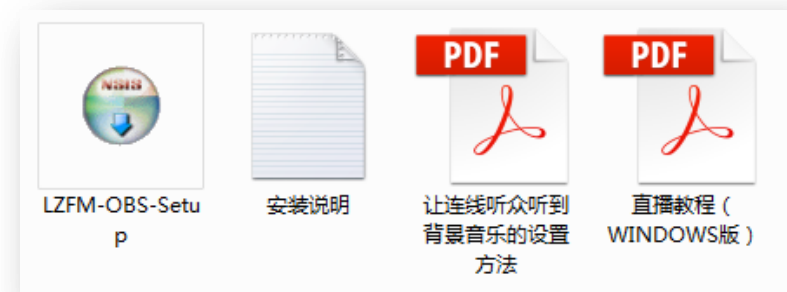 NSIS
PDF
PDF
LZFM-OBS-Setu
p
安装说明
让连线听众听到
背景音乐的设置
方法
直播教程（
WINDOWS版）